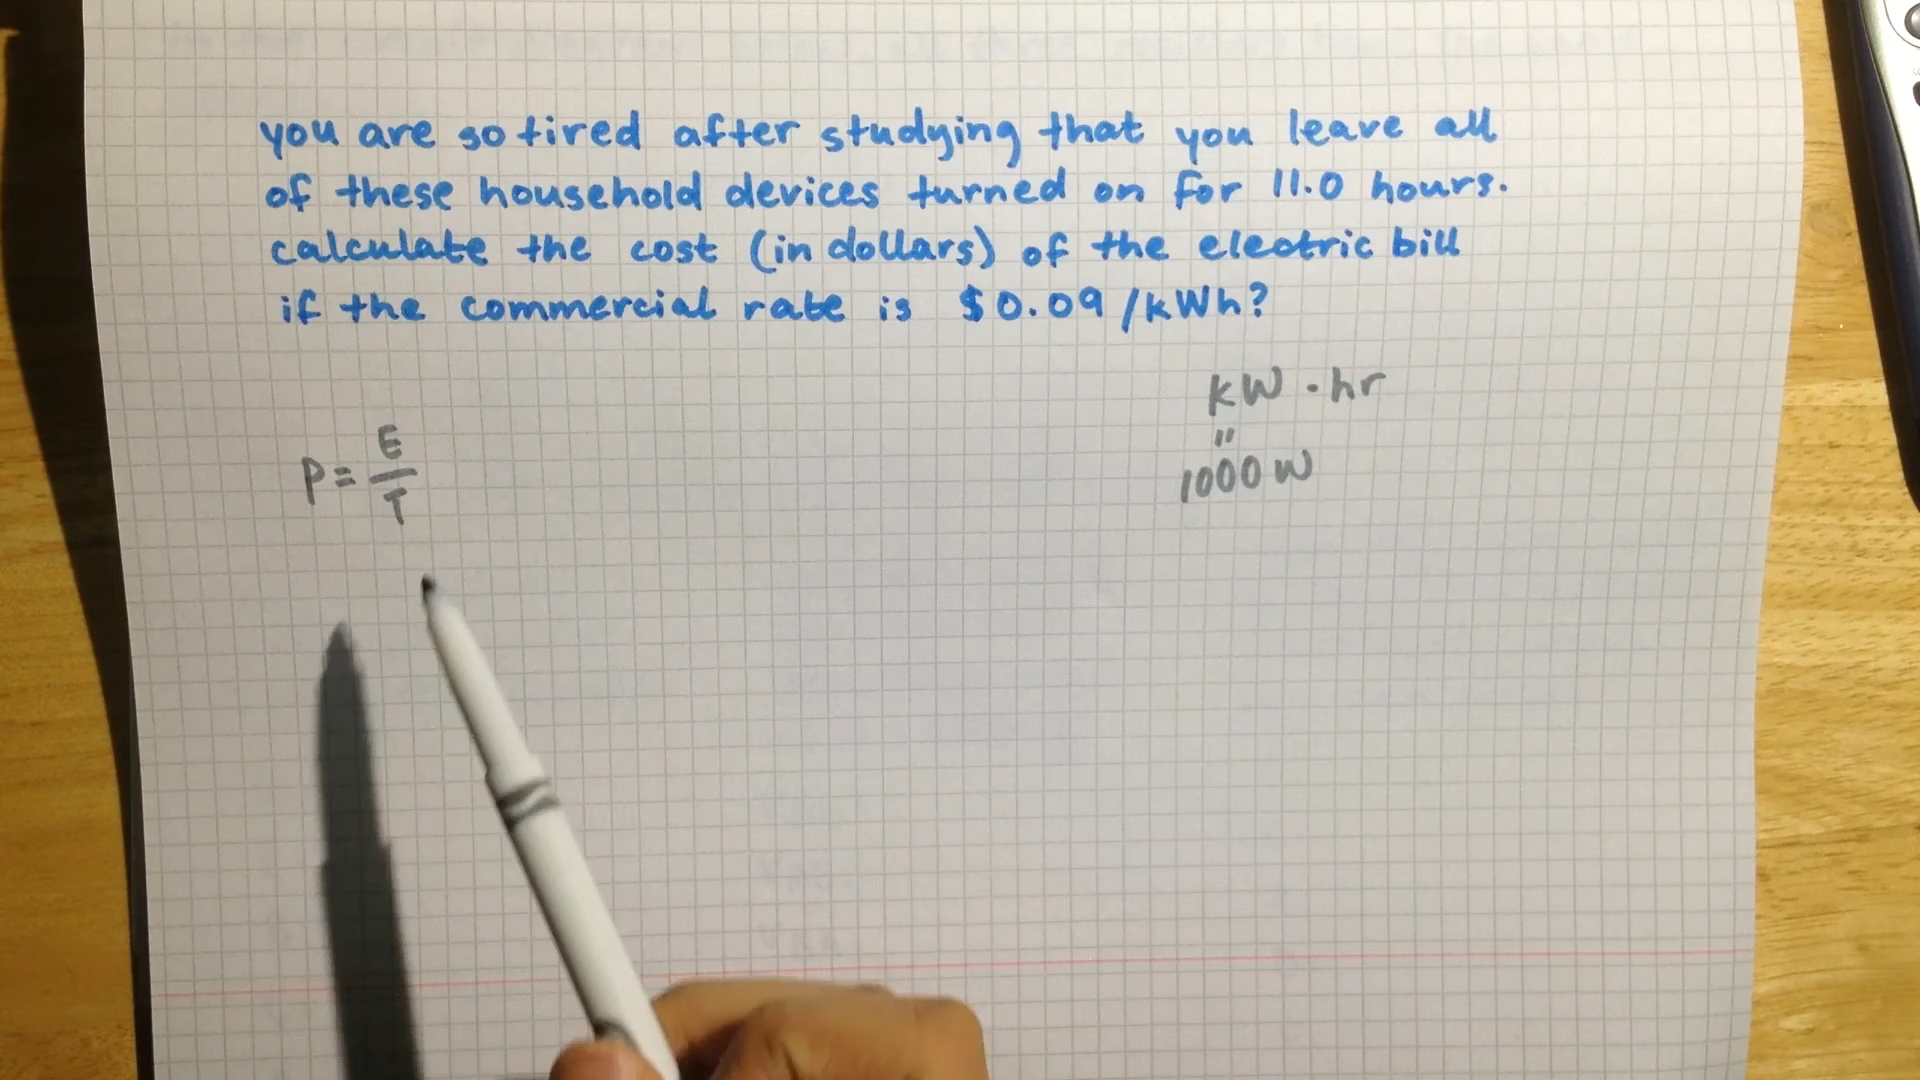 you are so tired after studying that you leave all
of these household devices turned on for 11.0 hours.
calculate the cost (in dollars) of the electric bill
if the commercial rate is $0.09/kWh?
kW · hr
"
1000 W
P = E/T